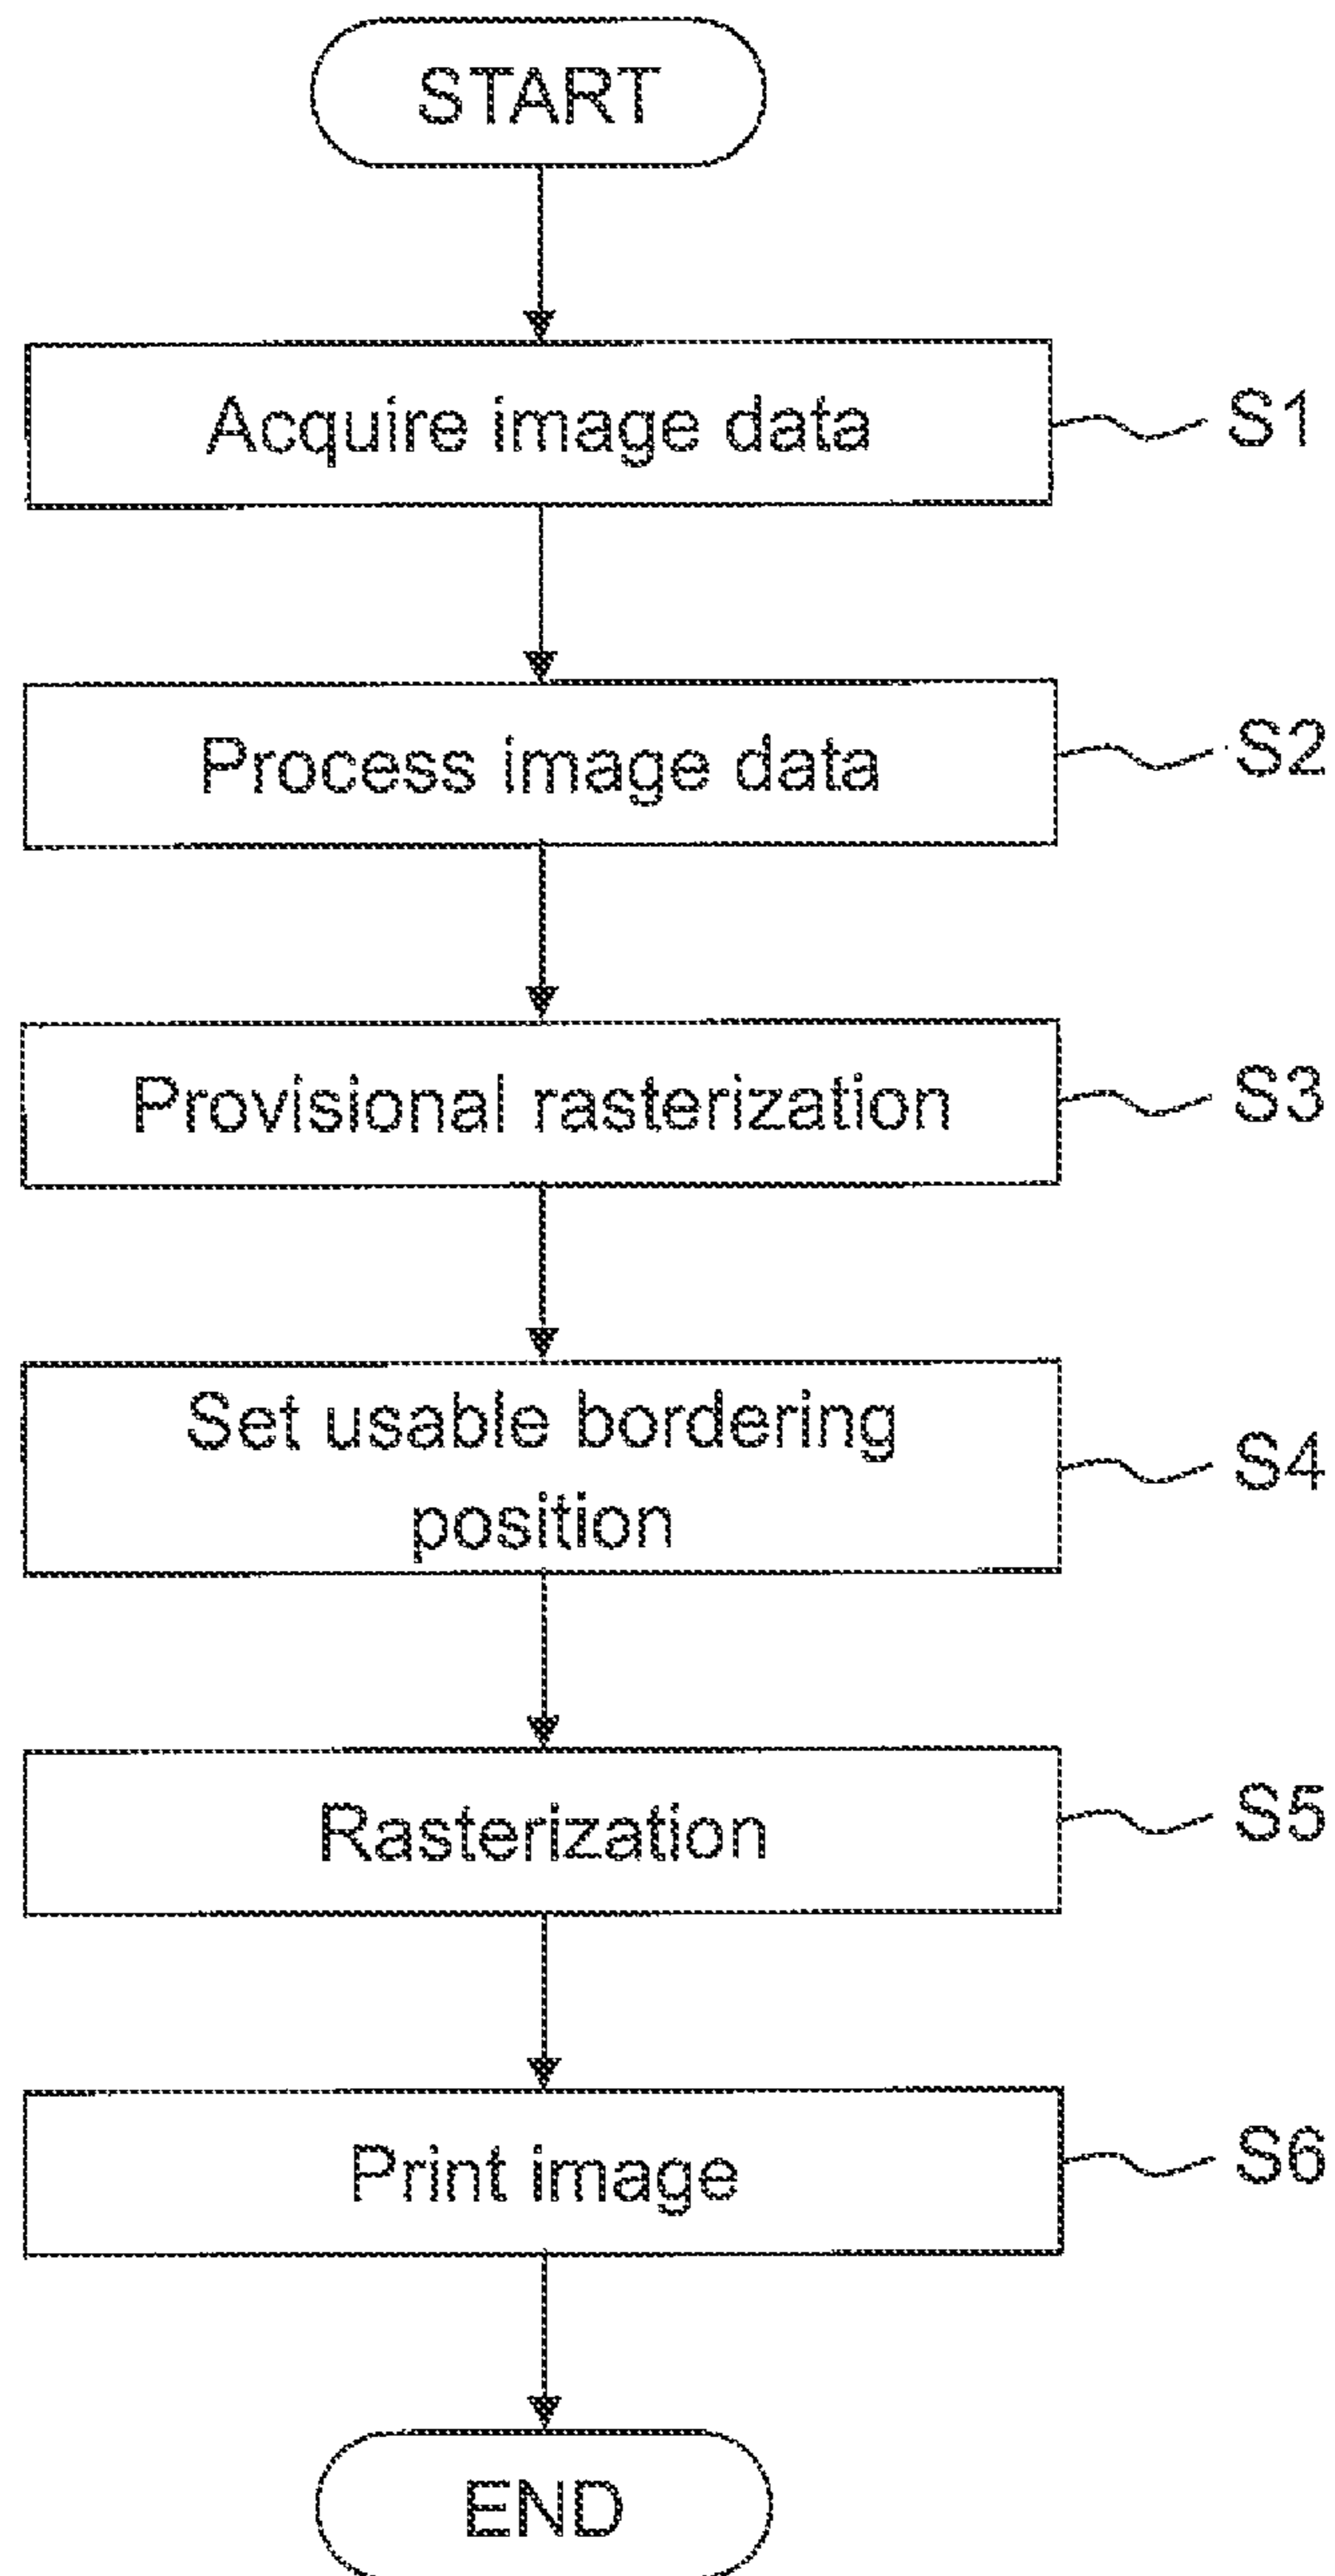 START
Acquire image data
S1
Process image data
S2
Provisional rasterization
S3
Set usable bordering
position
S4
Rasterization
S5
Print image
S6
END